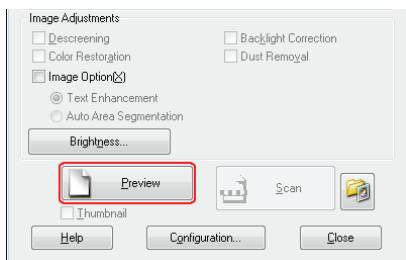 Image Adjustments
Descreening Backlight Correction
Color Restoration Dust Removal
Image Option(X)
Text Enhancement
Auto Area Segmentation
Brightness...
Preview Scan
Thumbnail
Help Configuration... Close